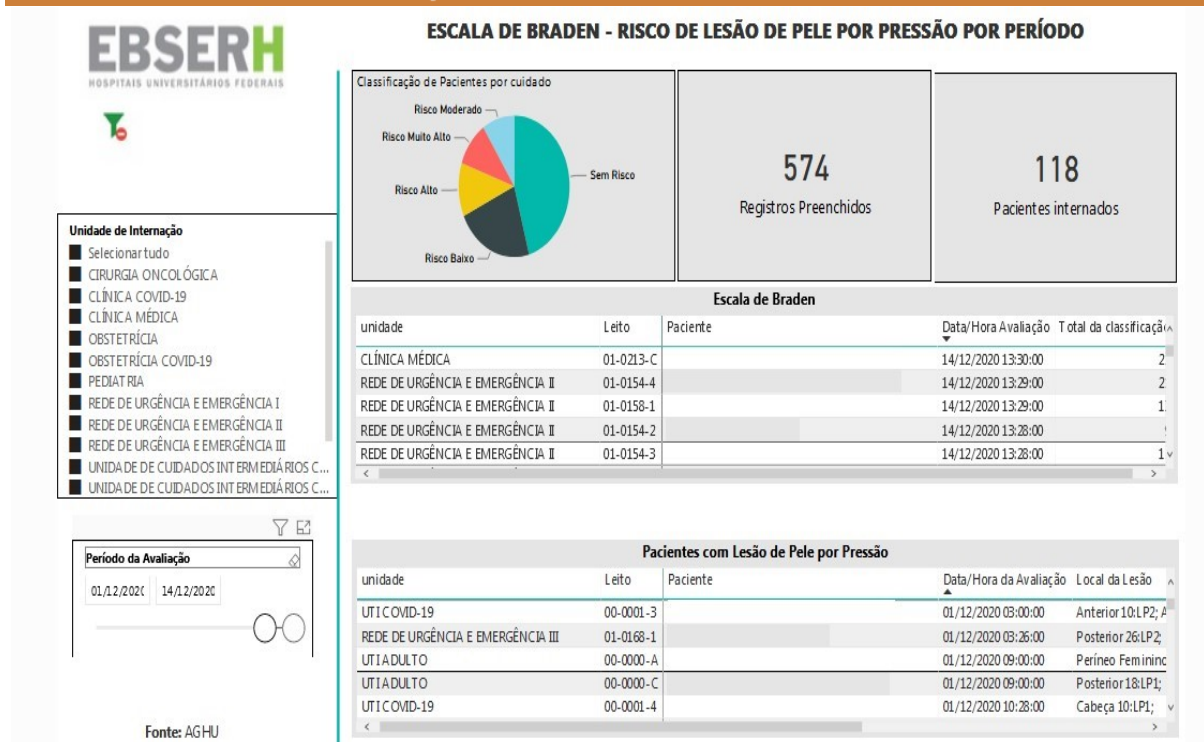 EBSERH
HOSPITAIS UNIVERSITÁRIOS FEDERAIS
ESCALA DE BRADEN - RISCO DE LESÃO DE PELE POR PRESSÃO POR PERÍODO
Classificação de Pacientes por cuidado
Risco Moderado
Risco Muito Alto
Risco Alto
Risco Baixo
Sem Risco
574
Registros Preenchidos
118
Pacientes internados
Unidade de Internação
Selecionar tudo
CIRURGIA ONCOLÓGICA
CLÍNICA COVID-19
CLÍNICA MÉDICA
OBSTETRÍCIA
OBSTETRÍCIA COVID-19
PEDIATRIA
REDE DE URGÊNCIA E EMERGÊNCIA I
REDE DE URGÊNCIA E EMERGÊNCIA II
REDE DE URGÊNCIA E EMERGÊNCIA III
UNIDADE DE CUIDADOS INTERMEDIÁRIOS C...
UNIDADE DE CUIDADOS INTERMEDIÁRIOS C...
Escala de Braden
unidade Leito Paciente Data/Hora Avaliação Total da classificaçã
CLÍNICA MÉDICA 01-0213-C 14/12/2020 13:30:00 2
REDE DE URGÊNCIA E EMERGÊNCIA II 01-0154-4 14/12/2020 13:29:00 2
REDE DE URGÊNCIA E EMERGÊNCIA II 01-0158-1 14/12/2020 13:29:00 1
REDE DE URGÊNCIA E EMERGÊNCIA II 01-0154-2 14/12/2020 13:28:00
REDE DE URGÊNCIA E EMERGÊNCIA II 01-0154-3 14/12/2020 13:28:00 1
Período da Avaliação
01/12/202 14/12/2020
Pacientes com Lesão de Pele por Pressão
unidade Leito Paciente Data/Hora da Avaliação Local da Lesão
UTI COVID-19 00-0001-3 01/12/2020 03:00:00 Anterior 10:LP2; A
REDE DE URGÊNCIA E EMERGÊNCIA III 01-0168-1 01/12/2020 03:26:00 Posterior 26:LP2;
UTI ADULTO 00-0000-A 01/12/2020 09:00:00 Períneo Feminino
UTI ADULTO 00-0000-C 01/12/2020 09:00:00 Posterior 18:LP1;
UTI COVID-19 00-0001-4 01/12/2020 10:28:00 Cabeça 10:LP1;
Fonte: AGHU